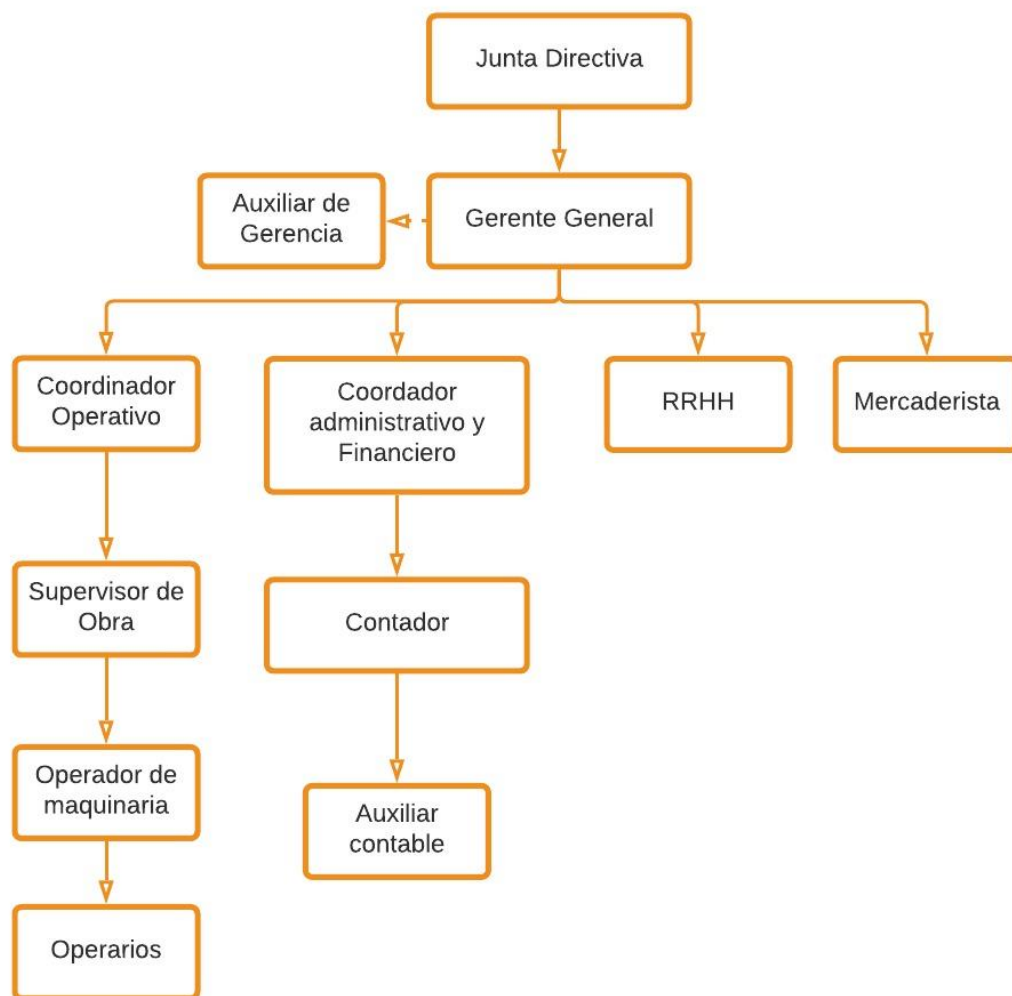 Junta Directiva
Auxiliar de
Gerencia
Gerente General
Coordinador
Operativo
Coordador
administrativo y
Financiero
RRHH
Mercaderista
Supervisor de
Obra
Contador
Operador de
maquinaria
Auxiliar
contable
Operarios